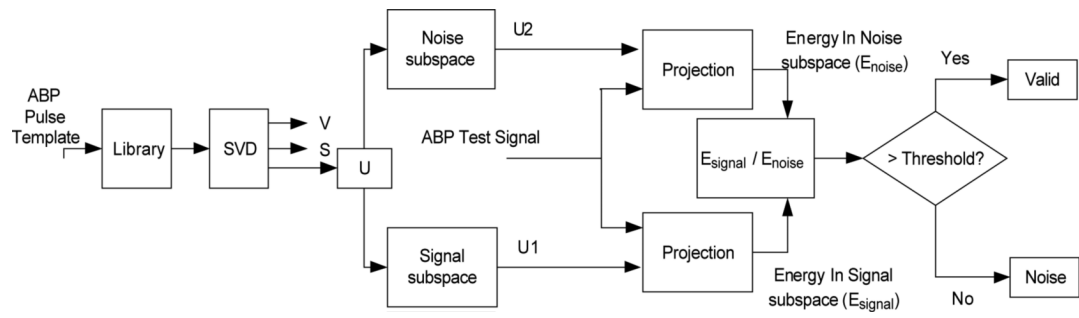 ABP
Pulse
Template
Library
SVD
V
S
U
Noise
subspace
U2
Signal
subspace
U1
ABP Test Signal
Projection
Projection
Energy In Noise
subspace (Enoise)
Esignal / Enoise
Energy In Signal
subspace (Esignal)
> Threshold?
Yes
Valid
No
Noise